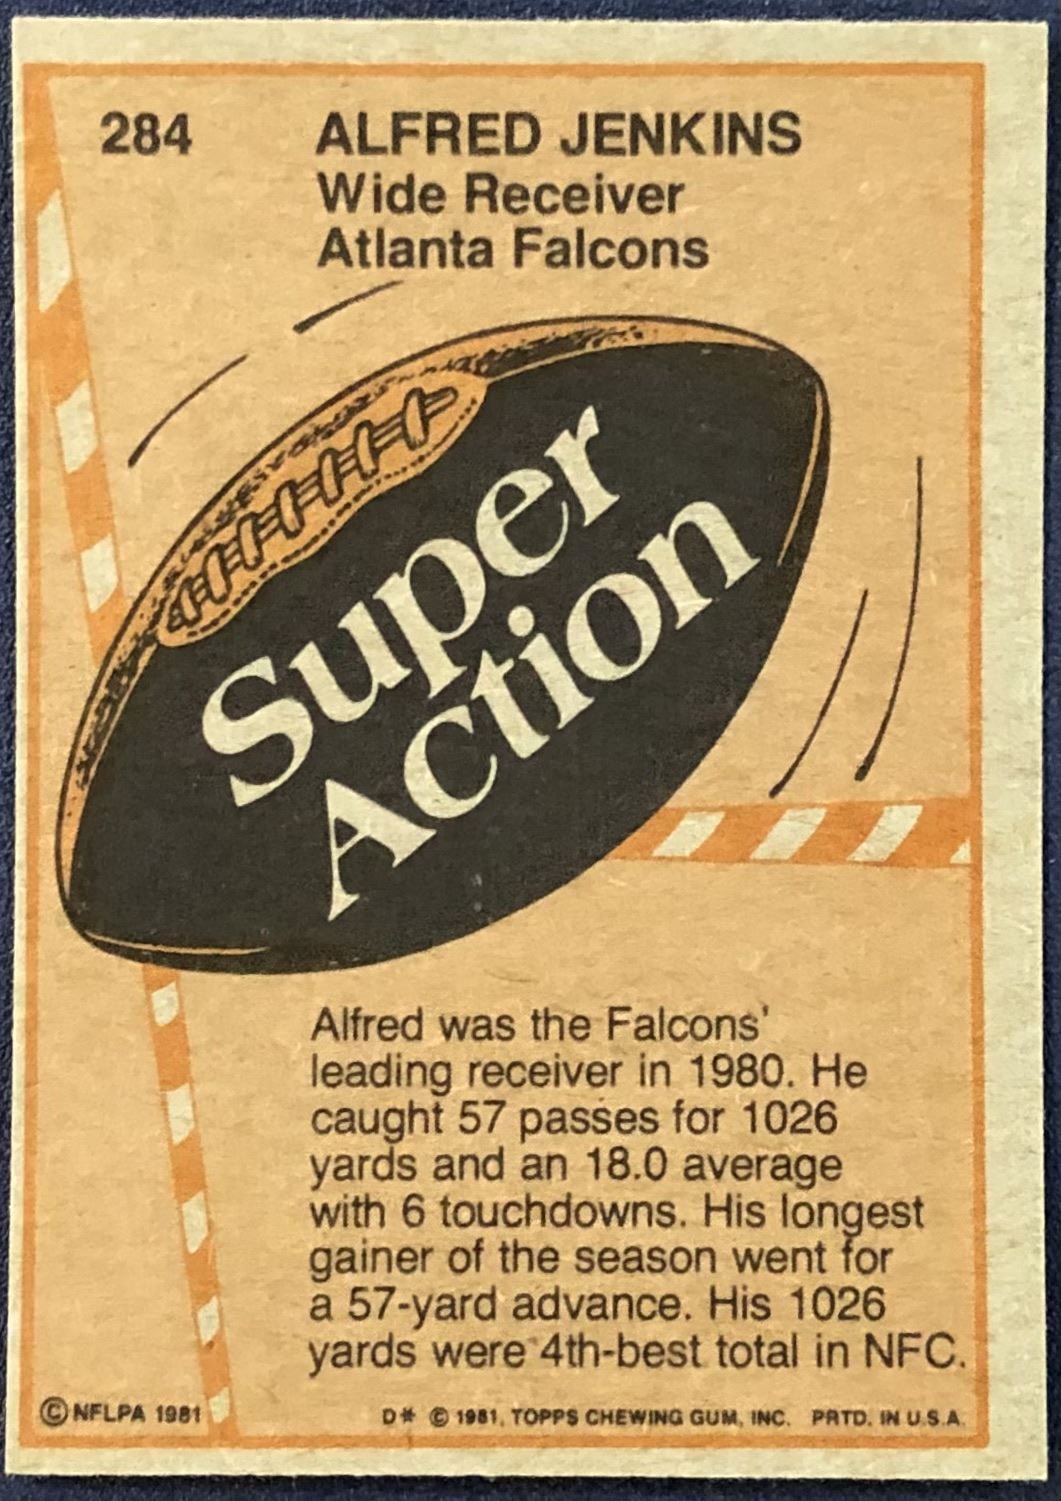 284
ALFRED JENKINS
Wide Receiver
Atlanta Falcons
Super
Action
Alfred was the Falcons'
leading receiver in 1980. He
caught 57 passes for 1026
yards and an 18.0 average
with 6 touchdowns. His longest
gainer of the season went for
a 57-yard advance. His 1026
yards were 4th-best total in NFC.
© NFLPA 1981
D* © 1981, TOPPS CHEWING GUM, INC. PRTD. IN U.S.A.